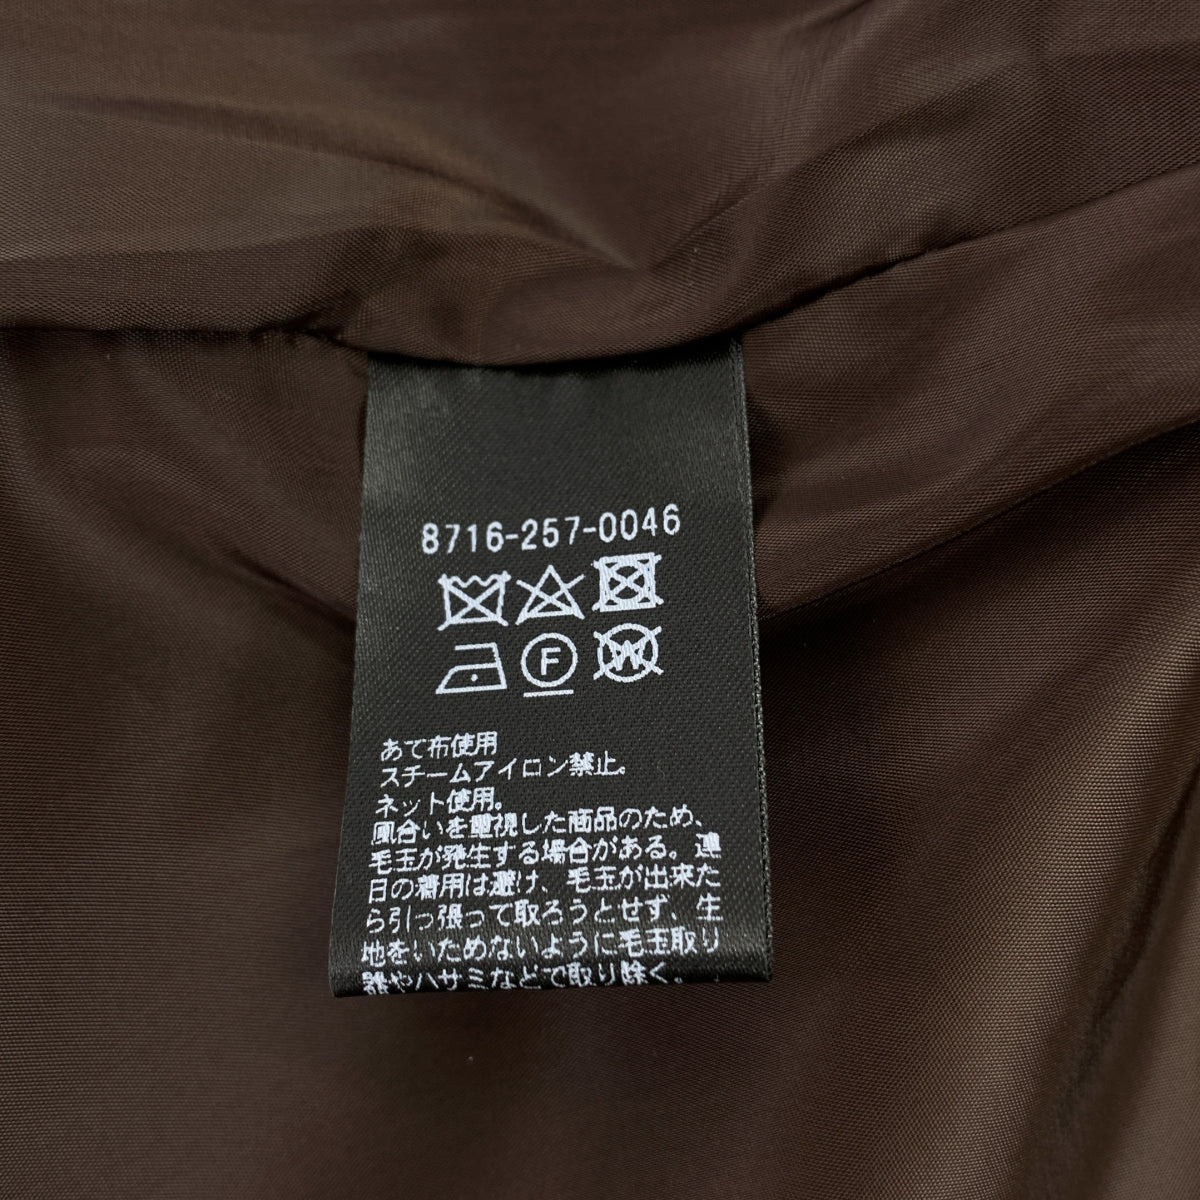 8716-257-0046
F
W
あて布使用
スチームアイロン禁止。
ネット使用。
風合いを重視した商品のため、
毛玉が発生する場合がある。連
日の着用は避け、毛玉が出来た
ら引っ張って取ろうとせず、生
地をいためないように毛玉取り
器やハサミなどで取り除く。